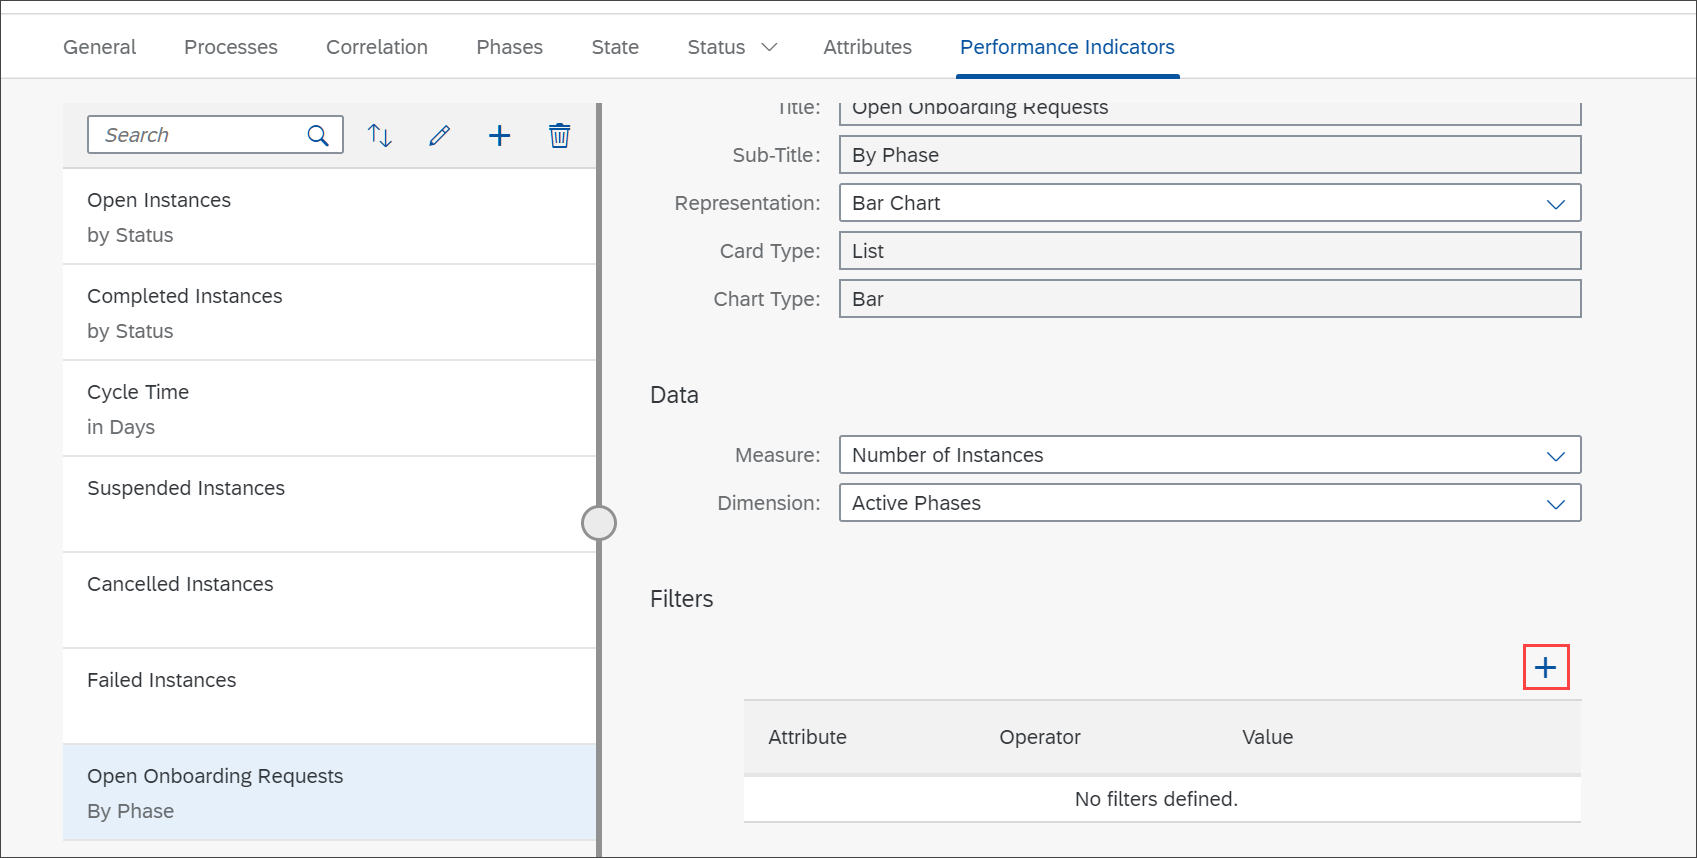 General Processes Correlation Phases State Status Attributes Performance Indicators
Search
Open Instances
by Status
Completed Instances
by Status
Cycle Time
in Days
Suspended Instances
Cancelled Instances
Failed Instances
Open Onboarding Requests
By Phase
Title: Open Onboarding Requests
Sub-Title: By Phase
Representation: Bar Chart
Card Type: List
Chart Type: Bar
Data
Measure: Number of Instances
Dimension: Active Phases
Filters
Attribute Operator Value
No filters defined.